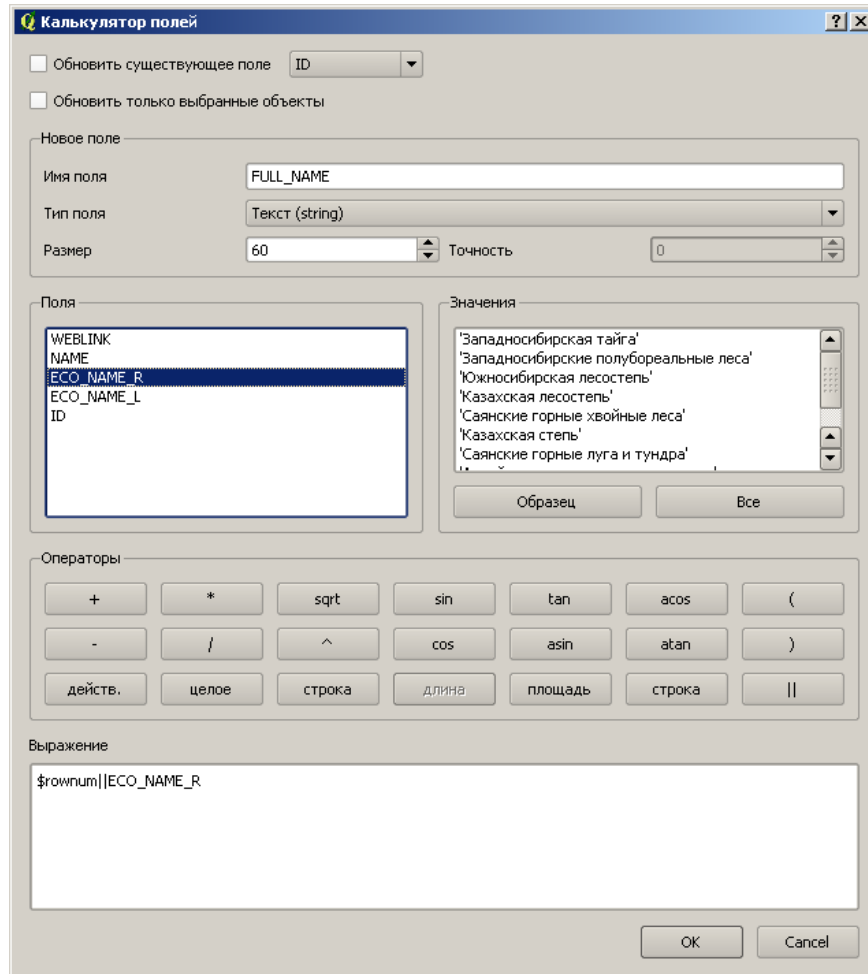 Калькулятор полей
Обновить существующее поле ID
Обновить только выбранные объекты
Новое поле
Имя поля FULL_NAME
Тип поля Текст (string)
Размер 60 Точность 0
Поля
WEBLINK
NAME
ECO_NAME_R
ECO_NAME_L
ID
Значения
'Западносибирская тайга'
'Западносибирские полубореальные леса'
'Южносибирская лесостепь'
'Казахская лесостепь'
'Саянские горные хвойные леса'
'Казахская степь'
'Саянские горные луга и тундра'
Образец Все
Операторы
+ * sqrt sin tan acos (
- / ^ cos asin atan )
действ. целое строка длина площадь строка ||
Выражение
$rownum||ECO_NAME_R
OK Cancel